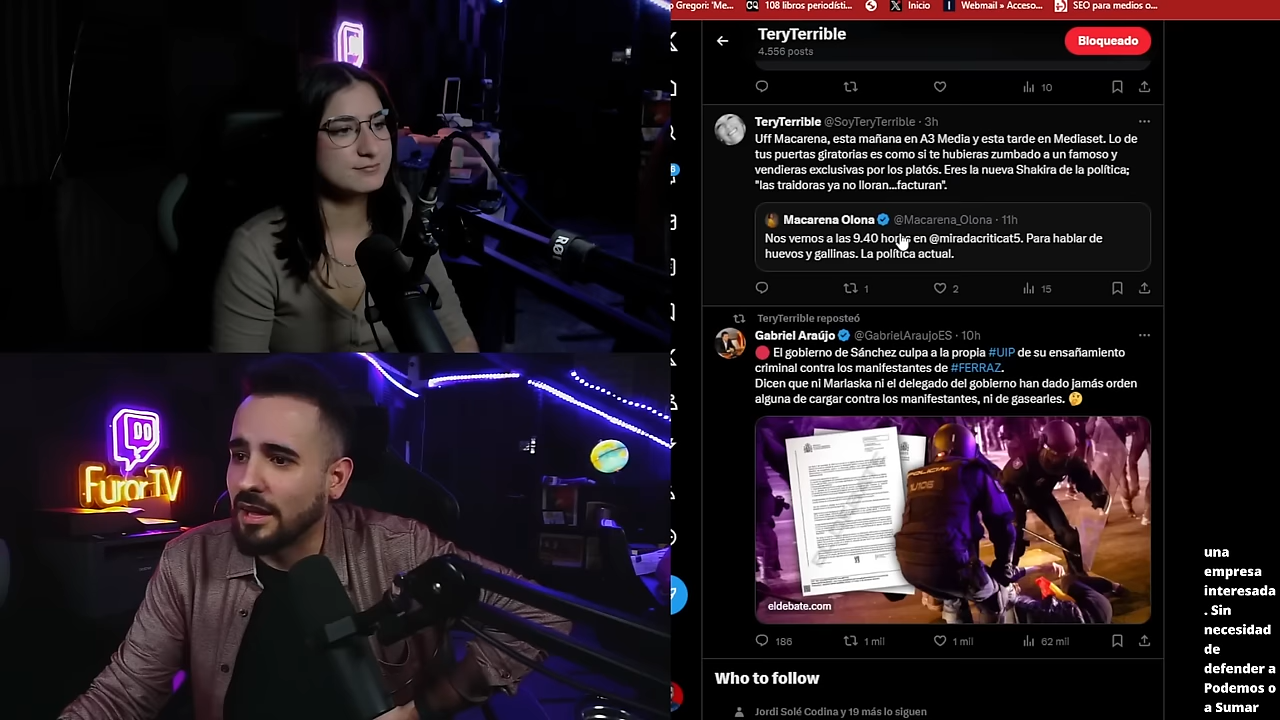 o Gregori: 'Me...
108 libros periodísti...
Inicio
Webmail » Acceso...
SEO para medios o...
TeryTerrible
4.556 posts
Bloqueado
10
TeryTerrible @SoyTeryTerrible · 3h
Uff Macarena, esta mañana en A3 Media y esta tarde en Mediaset. Lo de
tus puertas giratorias es como si te hubieras zumbado a un famoso y
vendieras exclusivas por los platós. Eres la nueva Shakira de la política;
"las traidoras ya no lloran...facturan".
Macarena Olona @Macarena_Olona · 11h
Nos vemos a las 9.40 horas en @miradacriticat5. Para hablar de
huevos y gallinas. La política actual.
1
2
15
TeryTerrible reposteó
Gabriel Araújo @GabrielAraujoES · 10h
El gobierno de Sánchez culpa a la propia #UIP de su ensañamiento
criminal contra los manifestantes de #FERRAZ.
Dicen que ni Marlaska ni el delegado del gobierno han dado jamás orden
alguna de cargar contra los manifestantes, ni de gasearles. 🤔
POLICIA
eldebate.com
186
1 mil
1 mil
62 mil
Who to follow
Jordi Solé Codina y 19 más lo siguen
Furor TV
una
empresa
interesada
. Sin
necesidad
de
defender a
Podemos o
a Sumar